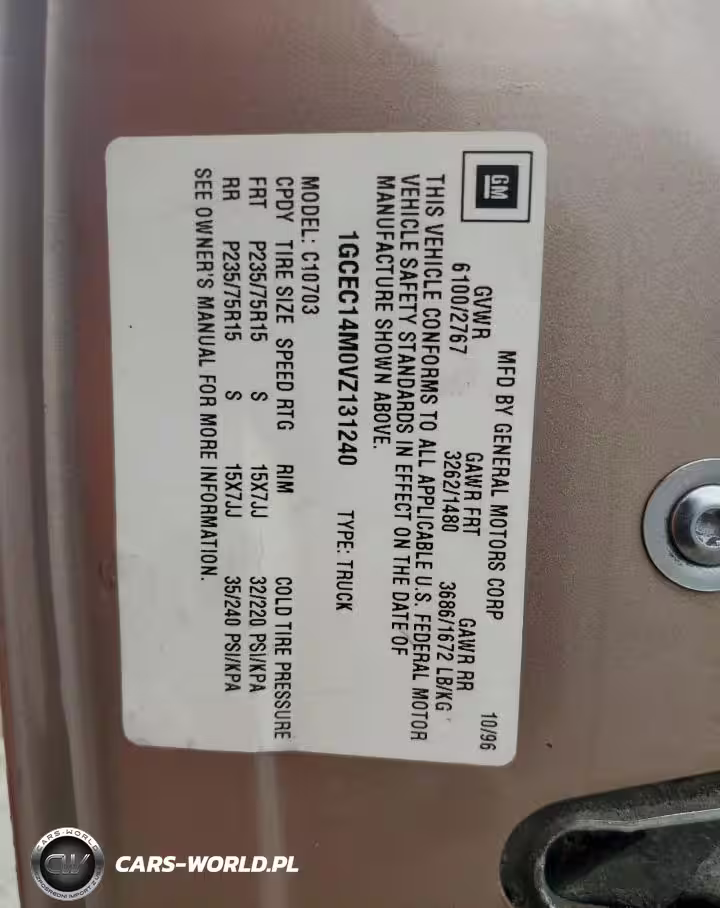 GM
MFD BY GENERAL MOTORS CORP 10/96
GVWR GAWR FRT GAWR RR
6100/2767 3262/1480 3686/1672 LB/KG
THIS VEHICLE CONFORMS TO ALL APPLICABLE U.S. FEDERAL MOTOR
VEHICLE SAFETY STANDARDS IN EFFECT ON THE DATE OF
MANUFACTURE SHOWN ABOVE.
1GCEC14M0VZ131240 TYPE: TRUCK
MODEL: C10703
CPDY TIRE SIZE SPEED RTG RIM COLD TIRE PRESSURE
FRT P235/75R15 S 15X7JJ 32/220 PSI/KPA
RR P235/75R15 S 15X7JJ 35/240 PSI/KPA
SEE OWNER'S MANUAL FOR MORE INFORMATION.
CARS-WORLD
CW
CARS-WORLD.PL